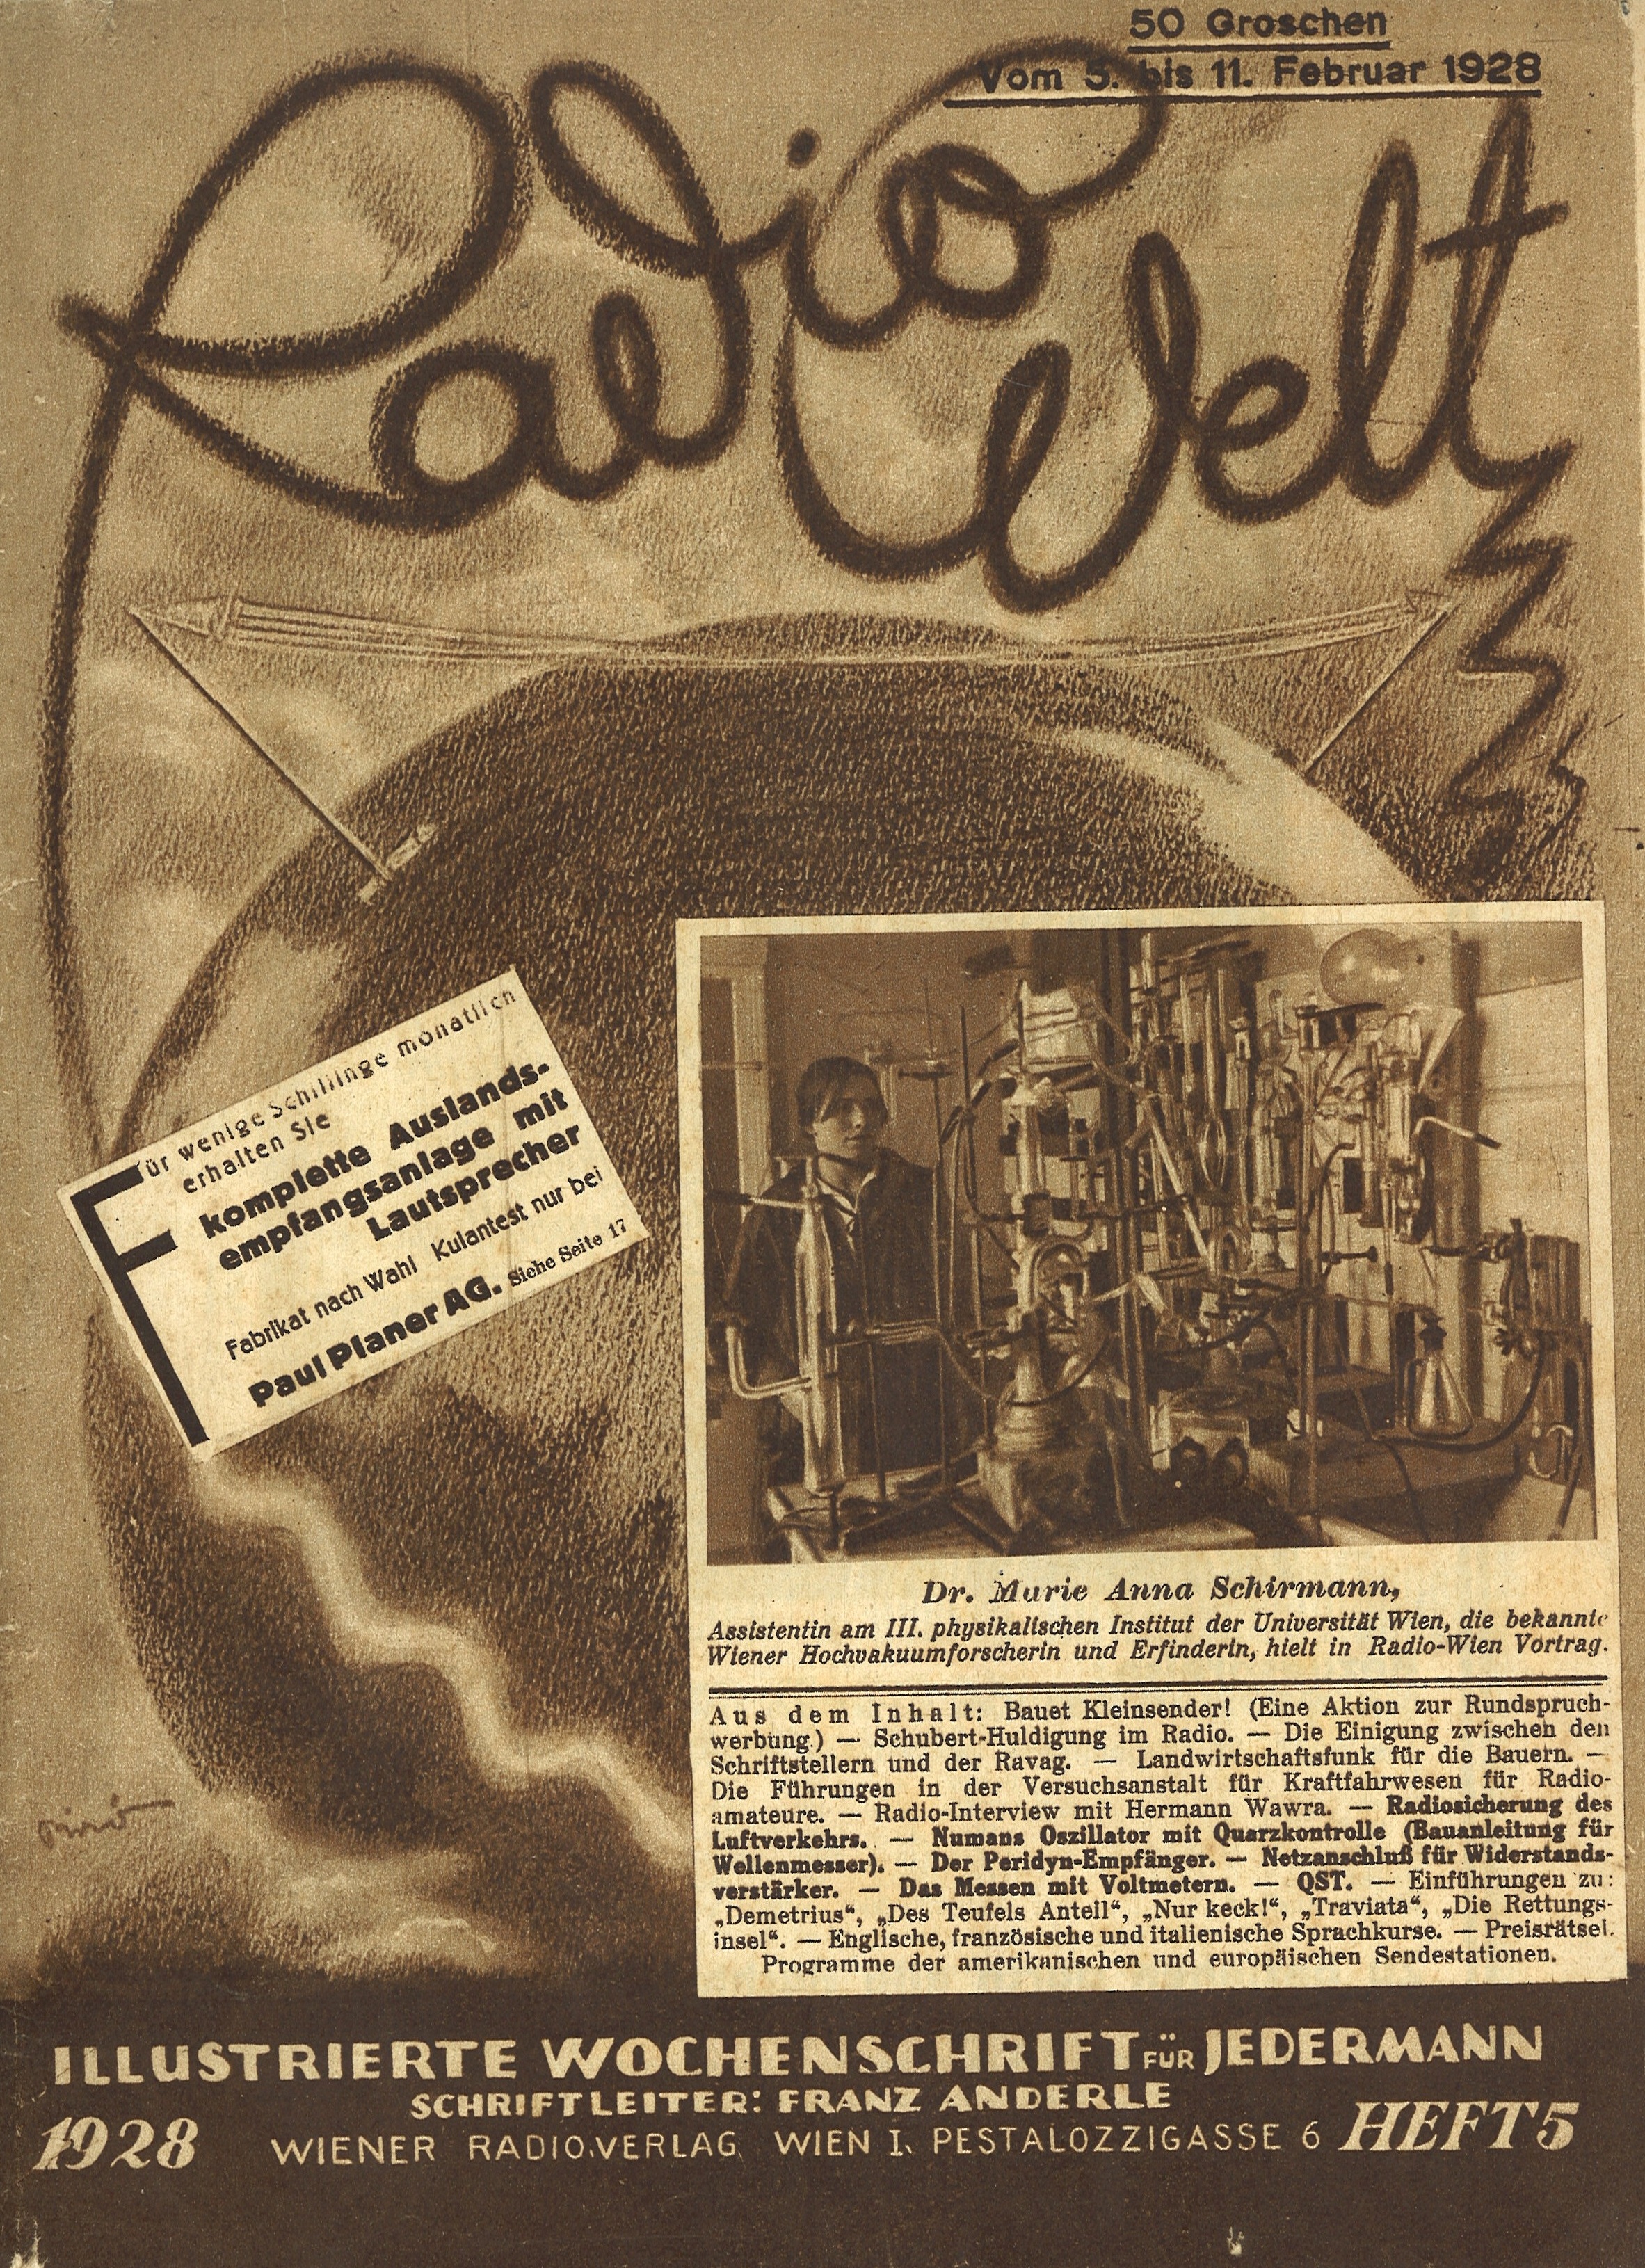 50 Groschen
Vom 5. bis 11. Februar 1928
Radio
Welt
Für wenige Schillinge monatlich
erhalten Sie
komplette Auslands-
empfangsanlage mit
Lautsprecher
Fabrikat nach Wahl Kulantest nur bei
Paul Planer AG. Siehe Seite 17
Dr. Marie Anna Schirmann,
Assistentin am III. physikalischen Institut der Universität Wien, die bekannte
Wiener Hochvakuumforscherin und Erfinderin, hielt in Radio-Wien Vortrag.
Aus dem Inhalt: Bauet Kleinsender! (Eine Aktion zur Rundspruch-
werbung.) — Schubert-Huldigung im Radio. — Die Einigung zwischen den
Schriftstellern und der Ravag. — Landwirtschaftsfunk für die Bauern. —
Die Führungen in der Versuchsanstalt für Kraftfahrwesen für Radio-
amateure. — Radio-Interview mit Hermann Wawra. — Radiosicherung des
Luftverkehrs. — Numans Oszillator mit Quarzkontrolle (Bauanleitung für
Wellenmesser). — Der Peridyn-Empfänger. — Netzanschluß für Widerstands-
verstärker. — Das Messen mit Voltmetern. — QST. — Einführungen zu:
„Demetrius“, „Des Teufels Anteil“, „Nur keck!“, „Traviata“, „Die Rettungs-
insel“. — Englische, französische und italienische Sprachkurse. — Preisrätsel.
Programme der amerikanischen und europäischen Sendestationen.
ILLUSTRIERTE WOCHENSCHRIFT FÜR JEDERMANN
SCHRIFTLEITER: FRANZ ANDERLE
1928 WIENER RADIOVERLAG, WIEN I, PESTALOZZIGASSE 6 HEFT 5